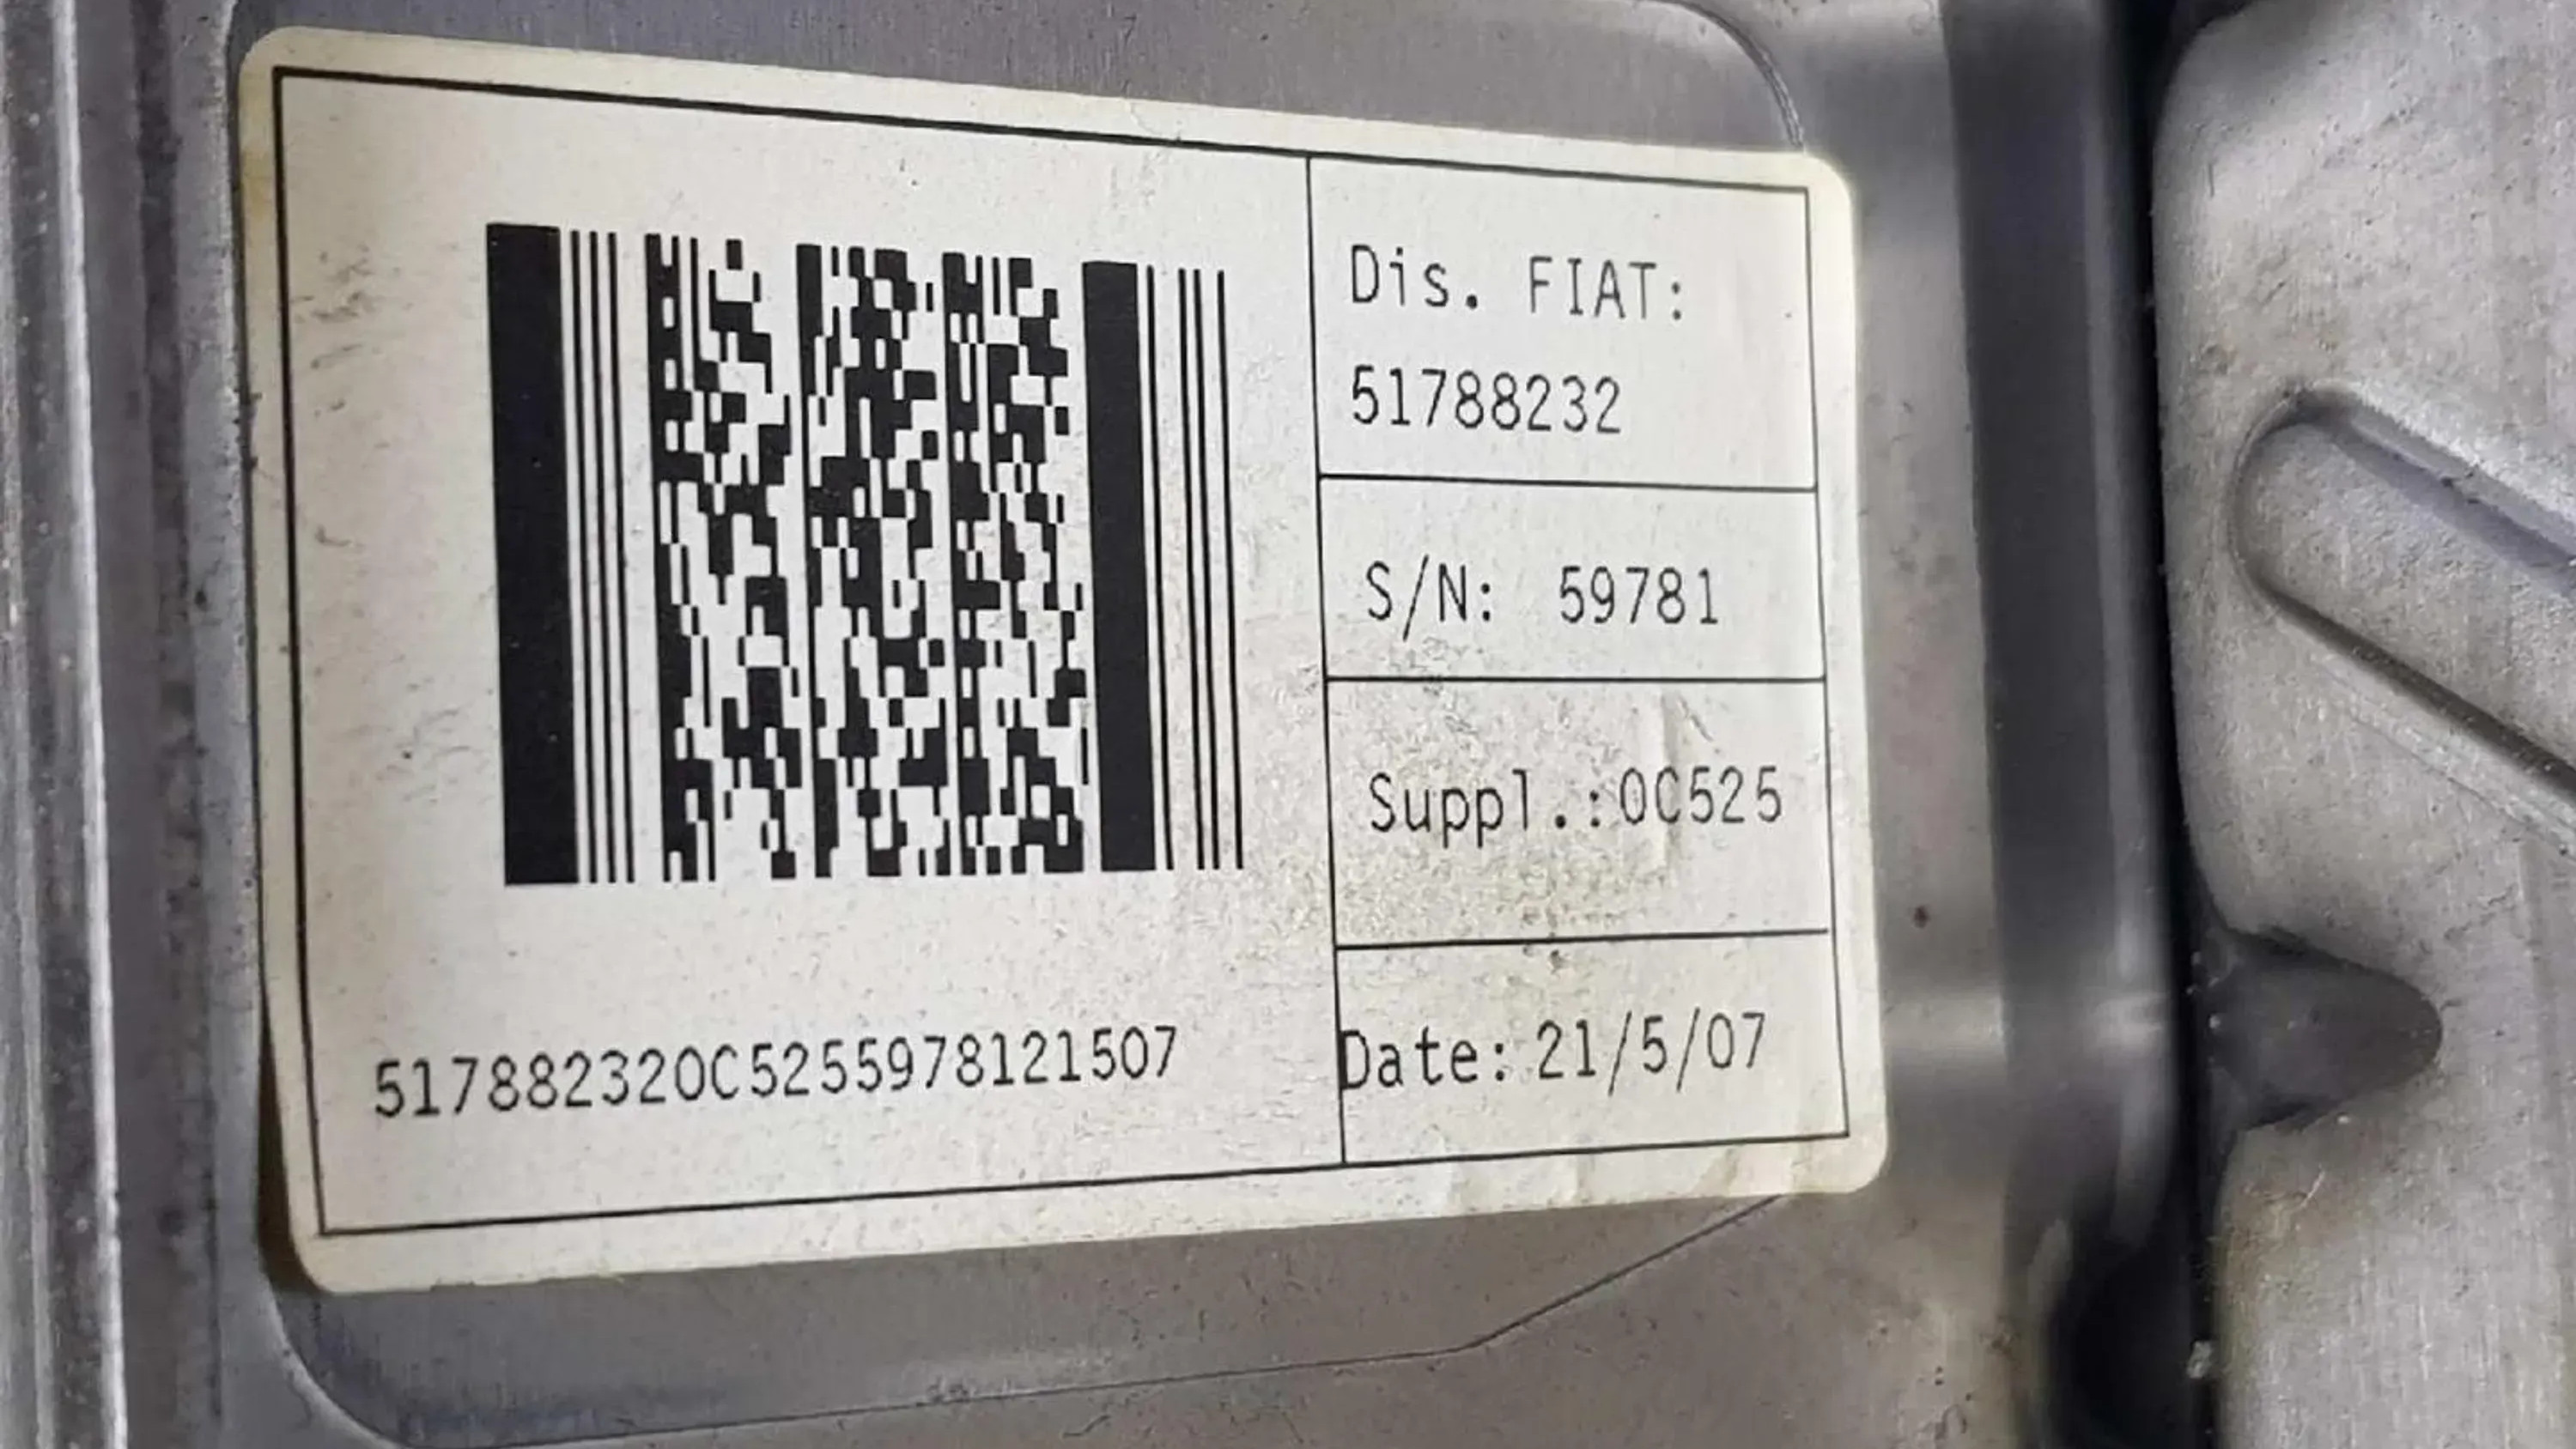 Dis. FIAT:
51788232
S/N: 59781
Suppl.:0C525
Date:21/5/07
517882320C5255978121507